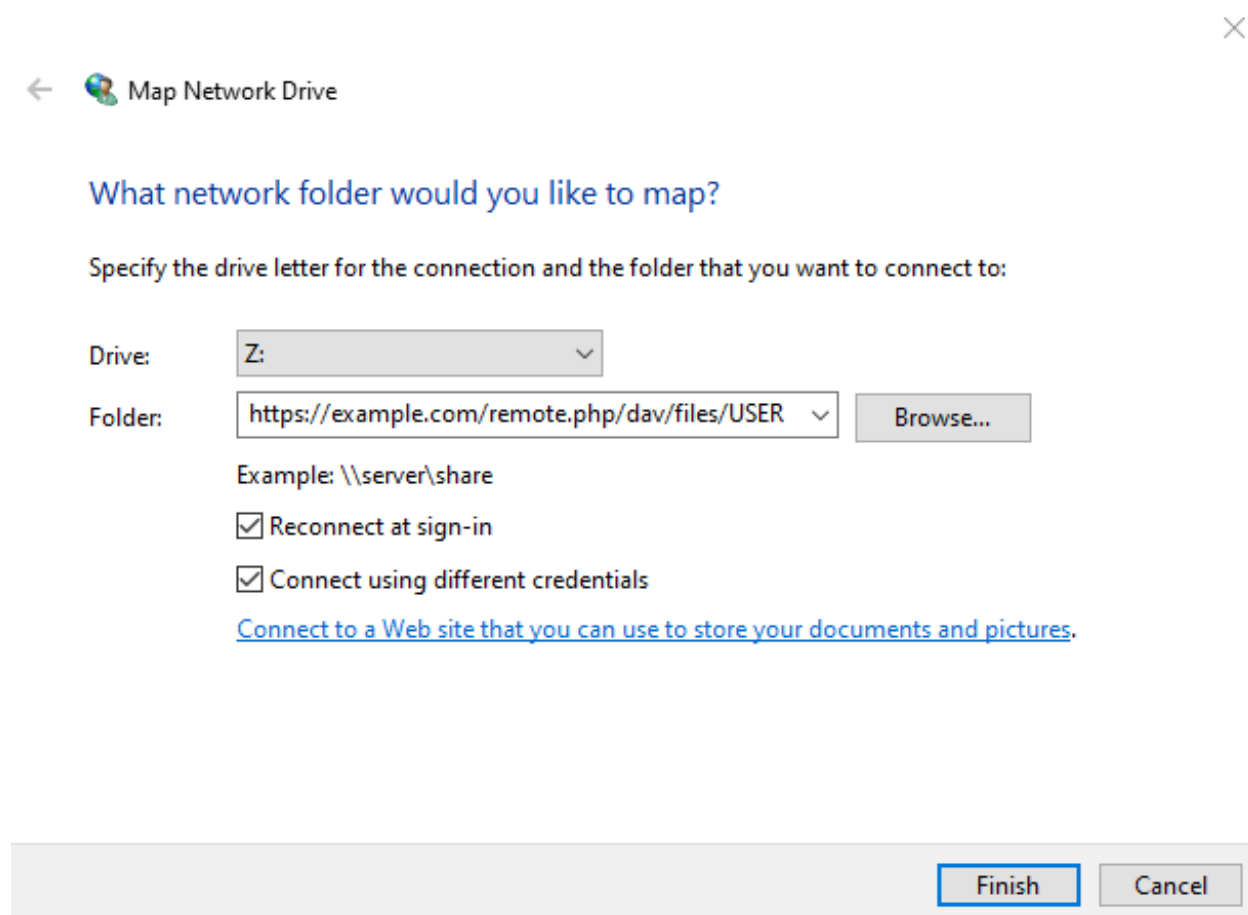 Map Network Drive
What network folder would you like to map?
Specify the drive letter for the connection and the folder that you want to connect to:
Drive: Z:
Folder: https://example.com/remote.php/dav/files/USER Browse...
Example: \\server\share
Reconnect at sign-in
Connect using different credentials
Connect to a Web site that you can use to store your documents and pictures.
Finish Cancel